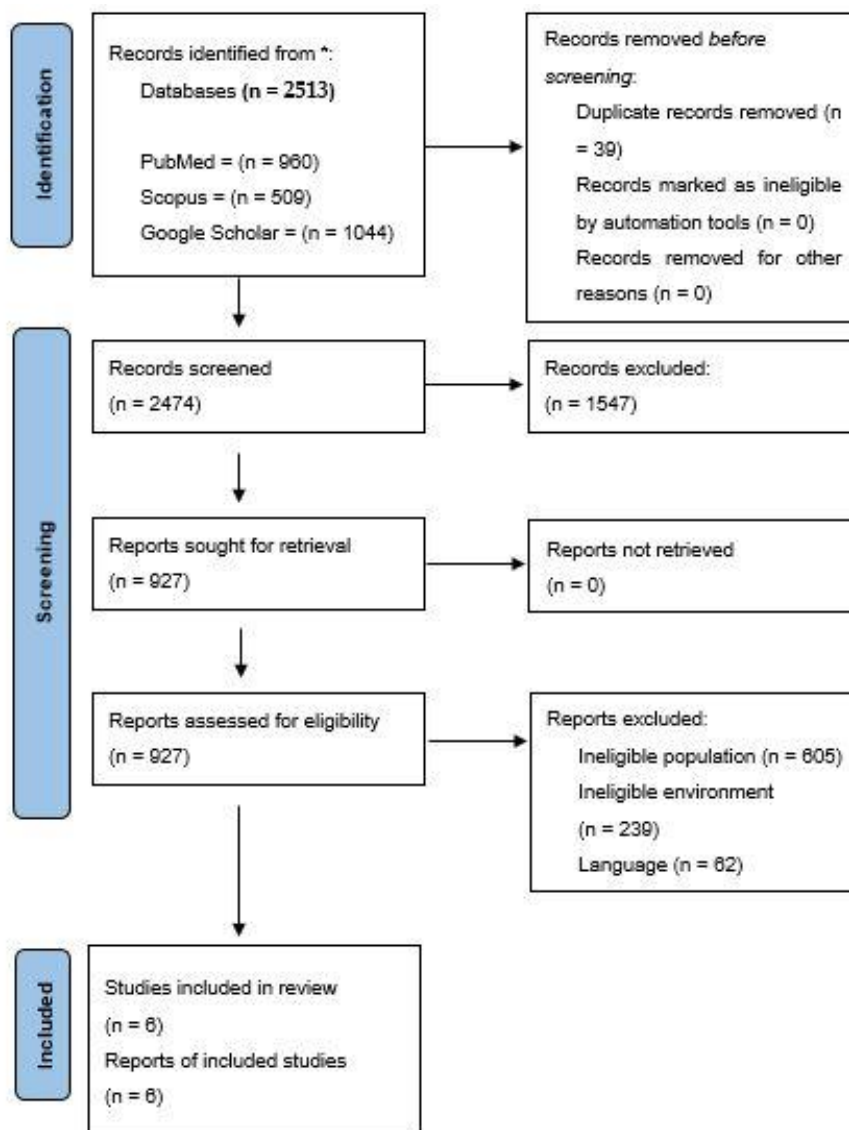 Identification
Records identified from *:
Databases (n = 2513)
PubMed = (n = 960)
Scopus = (n = 509)
Google Scholar = (n = 1044)
Records removed before
screening:
Duplicate records removed (n
= 39)
Records marked as ineligible
by automation tools (n = 0)
Records removed for other
reasons (n = 0)
Screening
Records screened
(n = 2474)
Records excluded:
(n = 1547)
Reports sought for retrieval
(n = 927)
Reports not retrieved
(n = 0)
Reports assessed for eligibility
(n = 927)
Reports excluded:
Ineligible population (n = 605)
Ineligible environment
(n = 239)
Language (n = 62)
Included
Studies included in review
(n = 6)
Reports of included studies
(n = 6)